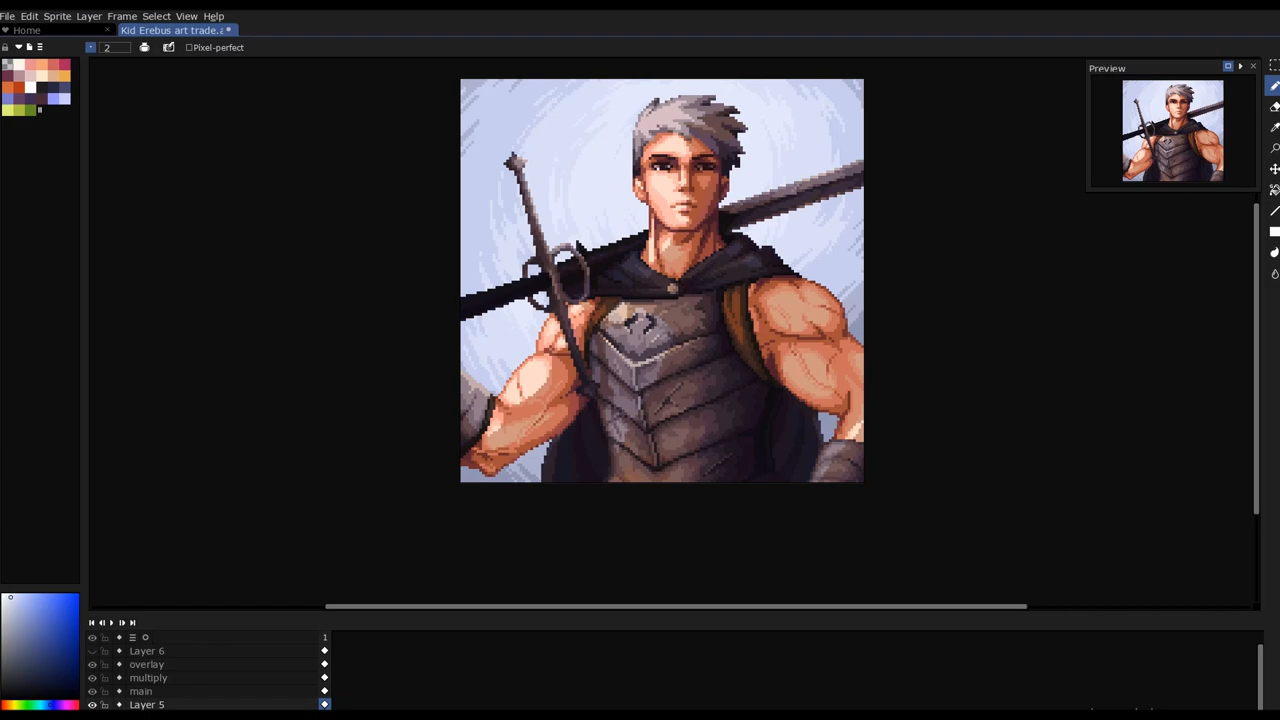 File Edit Sprite Layer Frame Select View Help
Home Kid Erebus art trade.a
2 Pixel-perfect
Preview
1
Layer 6
overlay
multiply
main
Layer 5